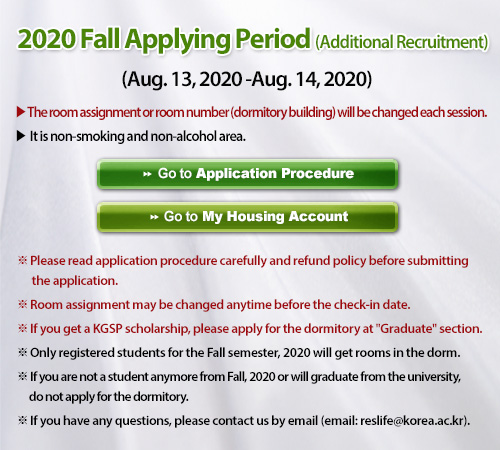 2020 Fall Applying Period (Additional Recruitment)
(Aug. 13, 2020 -Aug. 14, 2020)
▶ The room assignment or room number (dormitory building) will be changed each session.
▶ It is non-smoking and non-alcohol area.
Go to Application Procedure
Go to My Housing Account
※ Please read application procedure carefully and refund policy before submitting
the application.
※ Room assignment may be changed anytime before the check-in date.
※ If you get a KGSP scholarship, please apply for the dormitory at "Graduate" section.
※ Only registered students for the Fall semester, 2020 will get rooms in the dorm.
※ If you are not a student anymore from Fall, 2020 or will graduate from the university,
do not apply for the dormitory.
※ If you have any questions, please contact us by email (email: reslife@korea.ac.kr).